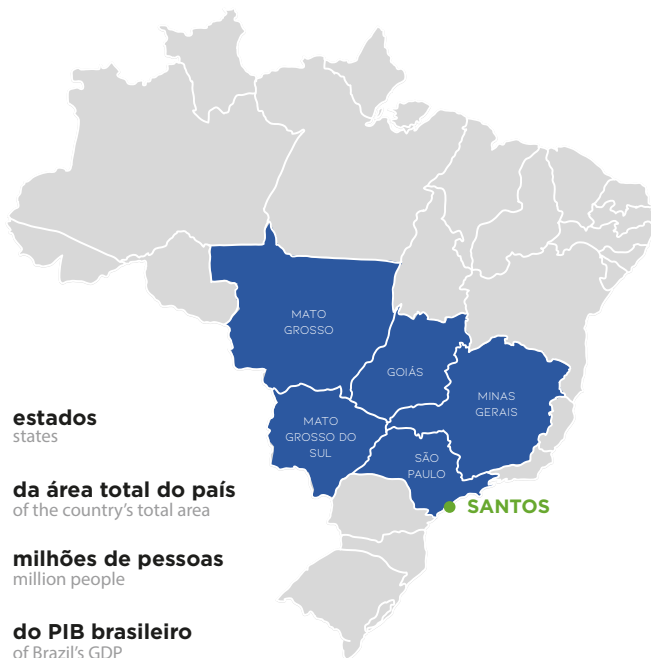 MATO
GROSSO
GOIÁS
MINAS
GERAIS
MATO
GROSSO DO
SUL
SÃO
PAULO
SANTOS
estados
states
da área total do país
of the country's total area
milhões de pessoas
million people
do PIB brasileiro
of Brazil's GDP